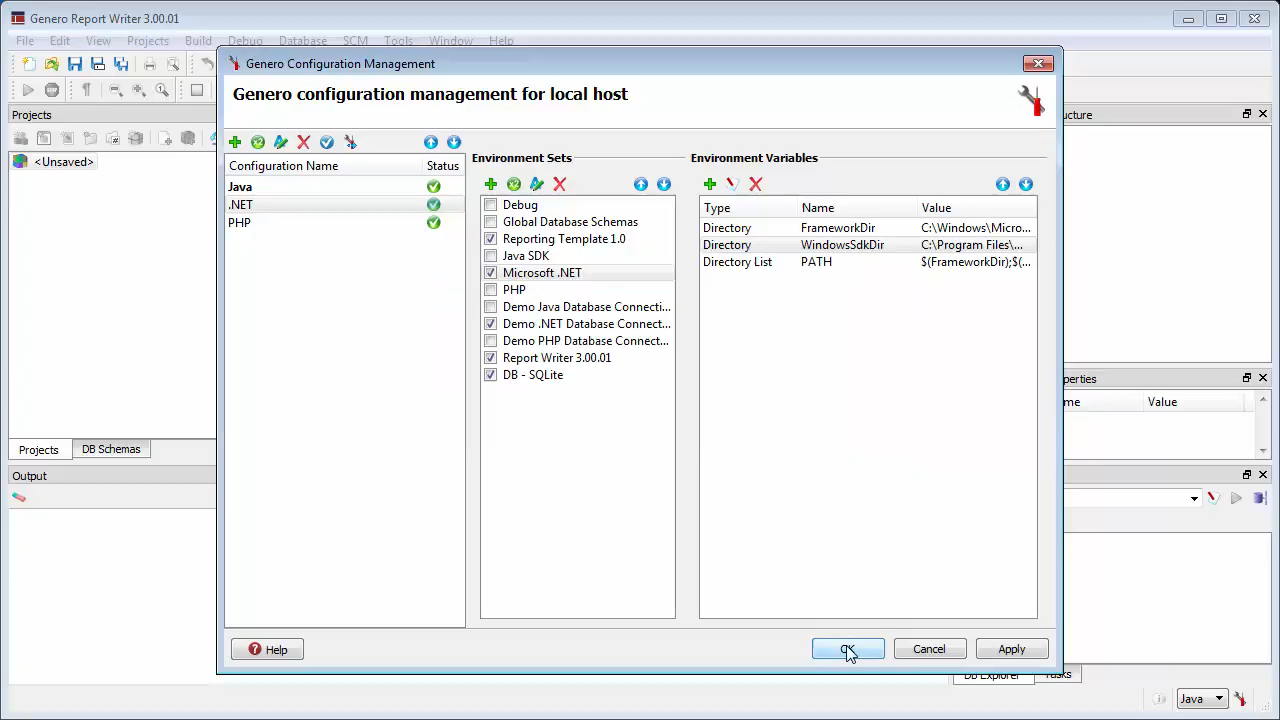 Genero Report Writer 3.00.01
File Edit View Projects Build Debug Database SCM Tools Window Help
Genero Configuration Management
Genero configuration management for local host
Projects
<Unsaved>
Configuration Name Status
Java
.NET
PHP
Environment Sets
Debug
Global Database Schemas
Reporting Template 1.0
Java SDK
Microsoft .NET
PHP
Demo Java Database Connecti...
Demo .NET Database Connect...
Demo PHP Database Connect...
Report Writer 3.00.01
DB - SQLite
Environment Variables
Type Name Value
Directory FrameworkDir C:\Windows\Micro...
Directory WindowsSdkDir C:\Program Files\...
Directory List PATH $(FrameworkDir);$(...
ucture
perties
me Value
Projects DB Schemas
Output
Help OK Cancel Apply
DB Explorer Tasks
Java